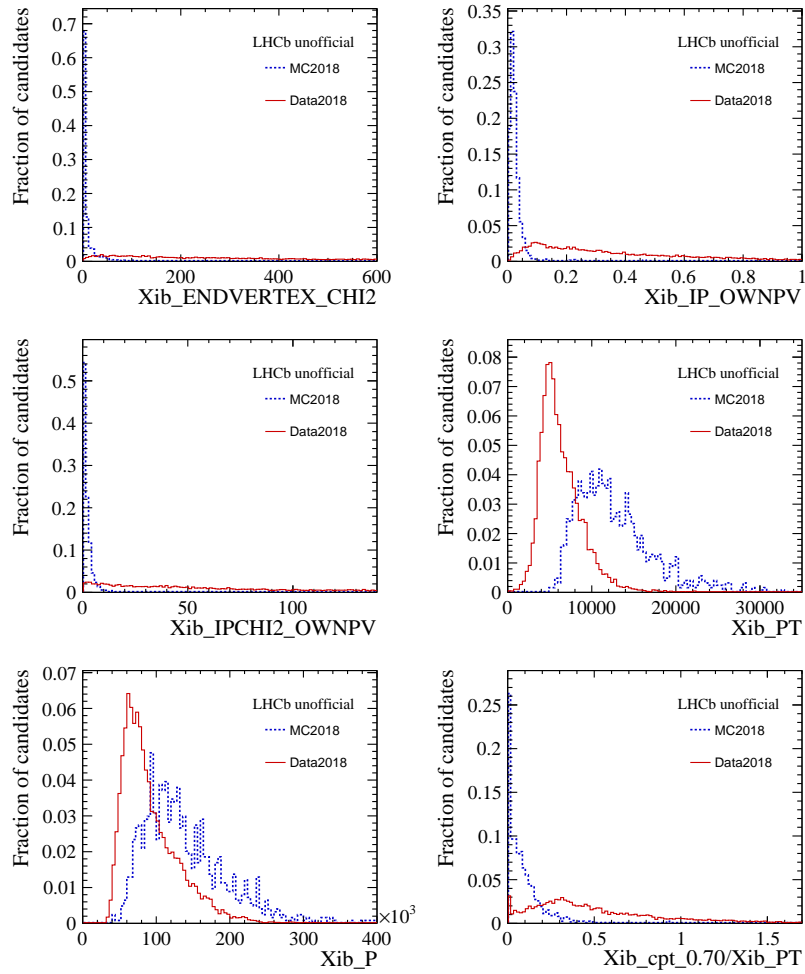 Fraction of candidates
0.7
0.6
0.5
0.4
0.3
0.2
0.1
0
0 200 400 600
Xib_ENDVERTEX_CHI2
LHCb unofficial
MC2018
Data2018
Fraction of candidates
0.35
0.3
0.25
0.2
0.15
0.1
0.05
0
0 0.2 0.4 0.6 0.8 1
Xib_IP_OWNPV
LHCb unofficial
MC2018
Data2018
Fraction of candidates
0.5
0.4
0.3
0.2
0.1
0
0 50 100
Xib_IPCHI2_OWNPV
LHCb unofficial
MC2018
Data2018
Fraction of candidates
0.08
0.07
0.06
0.05
0.04
0.03
0.02
0.01
0.00
0 10000 20000 30000
Xib_PT
LHCb unofficial
MC2018
Data2018
Fraction of candidates
0.07
0.06
0.05
0.04
0.03
0.02
0.01
0
0 100 200 300 400
×10³
Xib_P
LHCb unofficial
MC2018
Data2018
Fraction of candidates
0.25
0.2
0.15
0.1
0.05
0
0 0.5 1 1.5
Xib_cpt_0.70/Xib_PT
LHCb unofficial
MC2018
Data2018